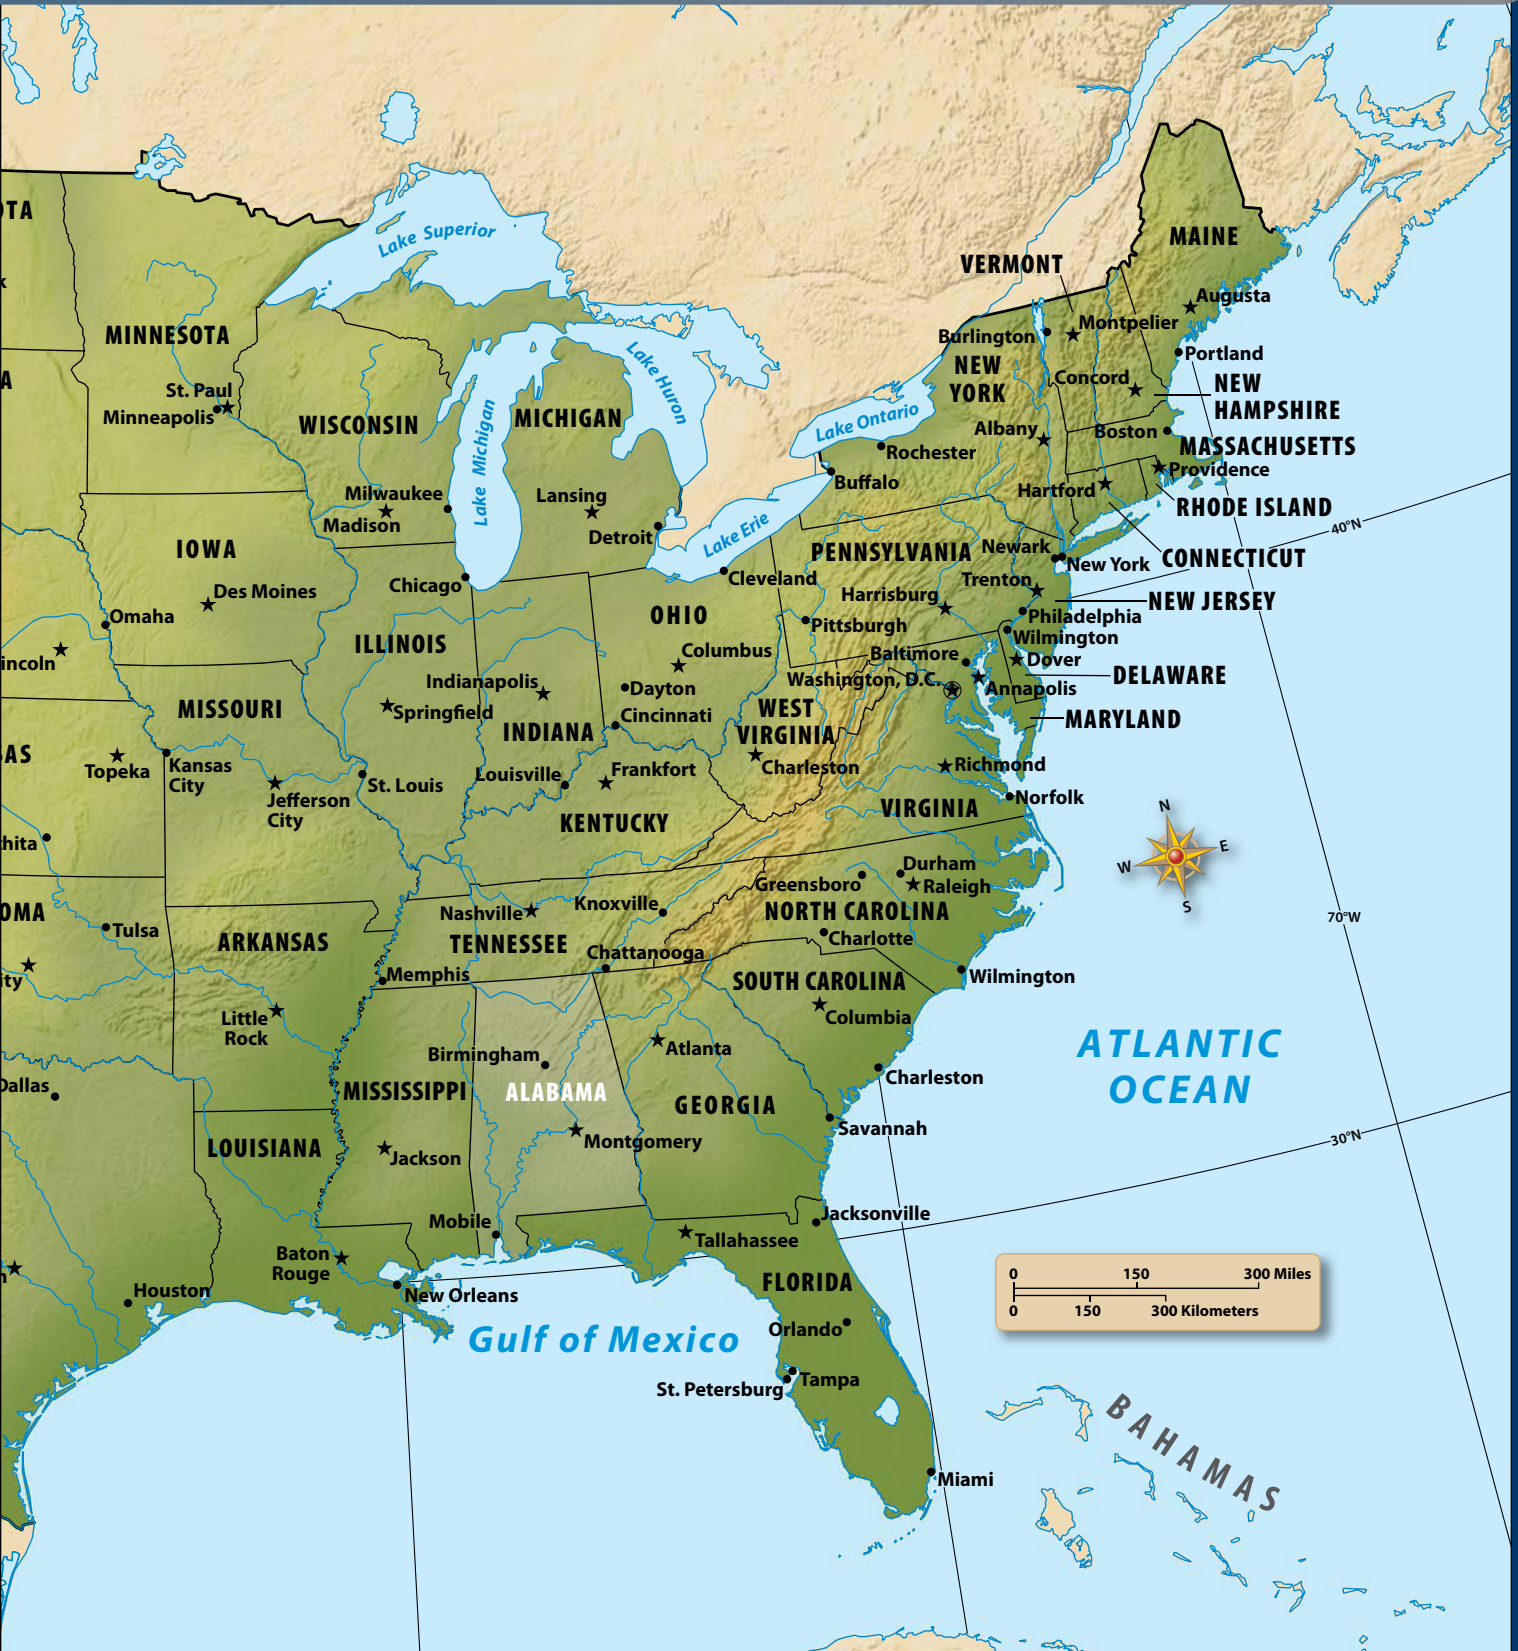 MAINE
VERMONT
Augusta
Burlington
Montpelier
NEW
YORK
Portland
Concord
NEW
HAMPSHIRE
Albany
Boston
MASSACHUSETTS
Providence
Hartford
RHODE ISLAND
CONNECTICUT
Rochester
Buffalo
Lake Ontario
Lake Erie
Lake Huron
Lake Michigan
Lake Superior
OTA
k
A
MINNESOTA
St. Paul
Minneapolis
WISCONSIN
MICHIGAN
Milwaukee
Madison
Lansing
Detroit
IOWA
Des Moines
Omaha
incoln
Chicago
ILLINOIS
Springfield
Indianapolis
INDIANA
OHIO
Cleveland
Columbus
Dayton
Cincinnati
PENNSYLVANIA
Newark
New York
Trenton
Harrisburg
NEW JERSEY
Philadelphia
Pittsburgh
Wilmington
Baltimore
Dover
DELAWARE
Washington, D.C.
Annapolis
MARYLAND
WEST
VIRGINIA
Charleston
Richmond
VIRGINIA
Norfolk
SAS
Topeka
MISSOURI
Kansas
City
Jefferson
City
St. Louis
Louisville
Frankfort
KENTUCKY
hita
OMA
Tulsa
ity
ARKANSAS
Little
Rock
Nashville
Knoxville
TENNESSEE
Chattanooga
Memphis
Greensboro
Durham
Raleigh
NORTH CAROLINA
Charlotte
Wilmington
SOUTH CAROLINA
Columbia
Charleston
Dallas
LOUISIANA
MISSISSIPPI
Jackson
Birmingham
ALABAMA
Montgomery
Atlanta
GEORGIA
Savannah
Mobile
Baton
Rouge
New Orleans
n
Houston
Tallahassee
Jacksonville
FLORIDA
Orlando
Tampa
St. Petersburg
Miami
Gulf of Mexico
ATLANTIC
OCEAN
BAHAMAS
N
E
W
S
40°N
70°W
30°N
0 150 300 Miles
0 150 300 Kilometers